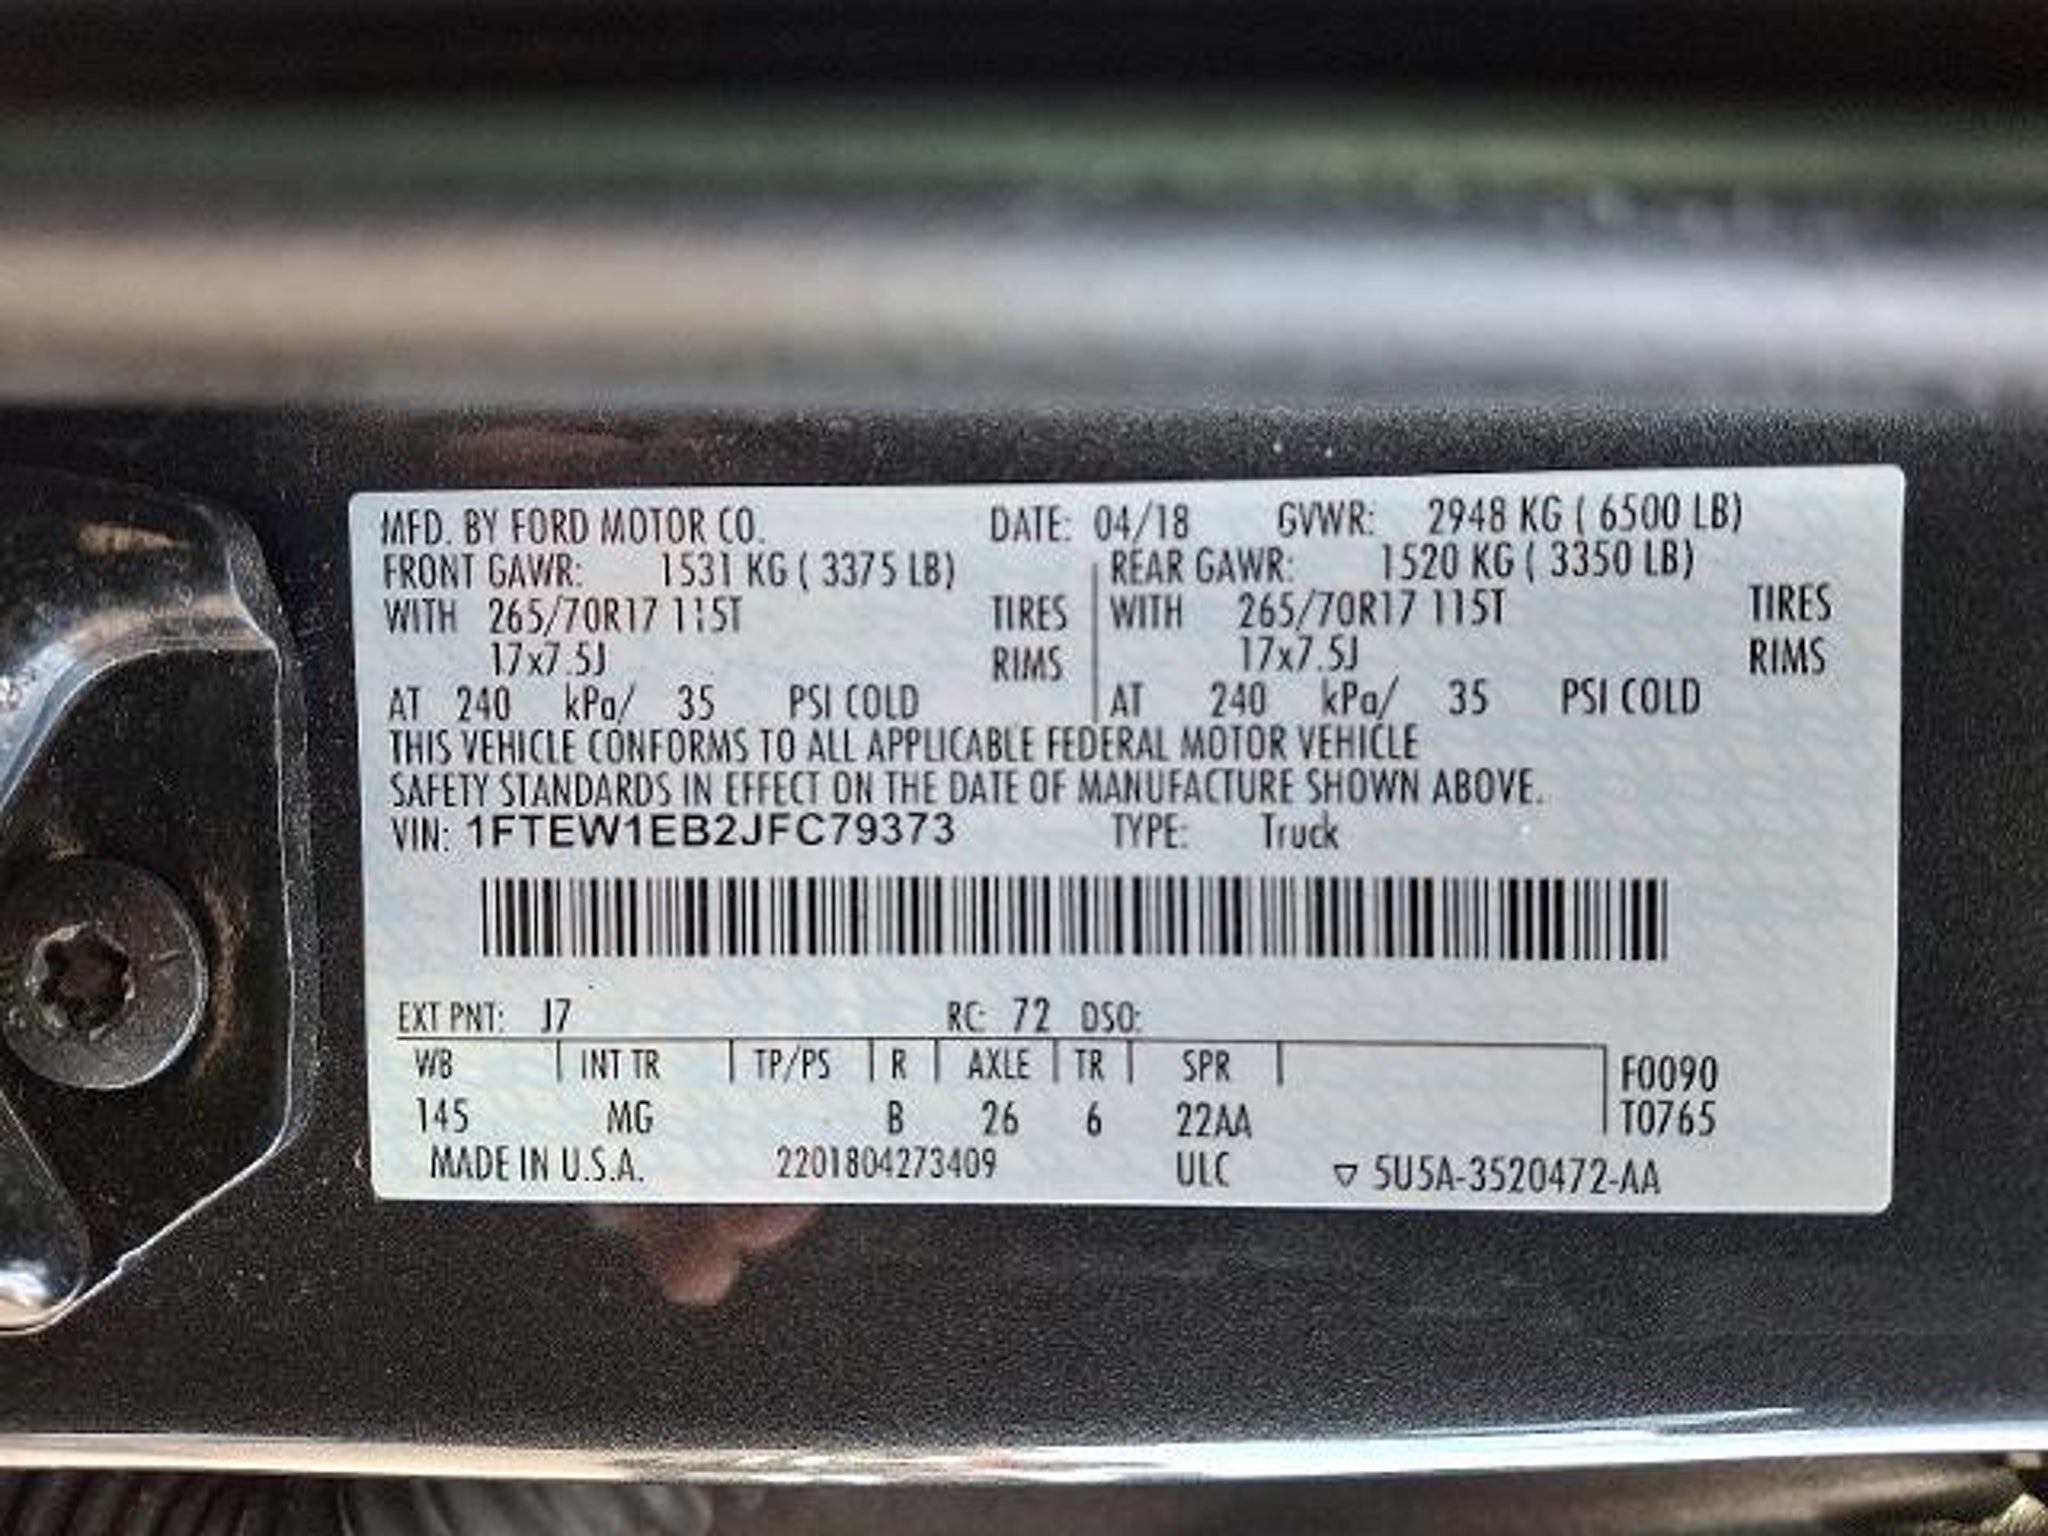 MFD. BY FORD MOTOR CO. DATE: 04/18 GVWR: 2948 KG ( 6500 LB)
FRONT GAWR: 1531 KG ( 3375 LB) REAR GAWR: 1520 KG ( 3350 LB)
WITH 265/70R17 115T TIRES WITH 265/70R17 115T TIRES
17x7.5J RIMS 17x7.5J RIMS
AT 240 kPa/ 35 PSI COLD AT 240 kPa/ 35 PSI COLD
THIS VEHICLE CONFORMS TO ALL APPLICABLE FEDERAL MOTOR VEHICLE
SAFETY STANDARDS IN EFFECT ON THE DATE OF MANUFACTURE SHOWN ABOVE.
VIN: 1FTEW1EB2JFC79373 TYPE: Truck
EXT PNT: J7 RC: 72 DSO:
WB INT TR TP/PS R AXLE TR SPR F0090
145 MG B 26 6 22AA T0765
MADE IN U.S.A. 2201804273409 ULC ▽ 5U5A-3520472-AA